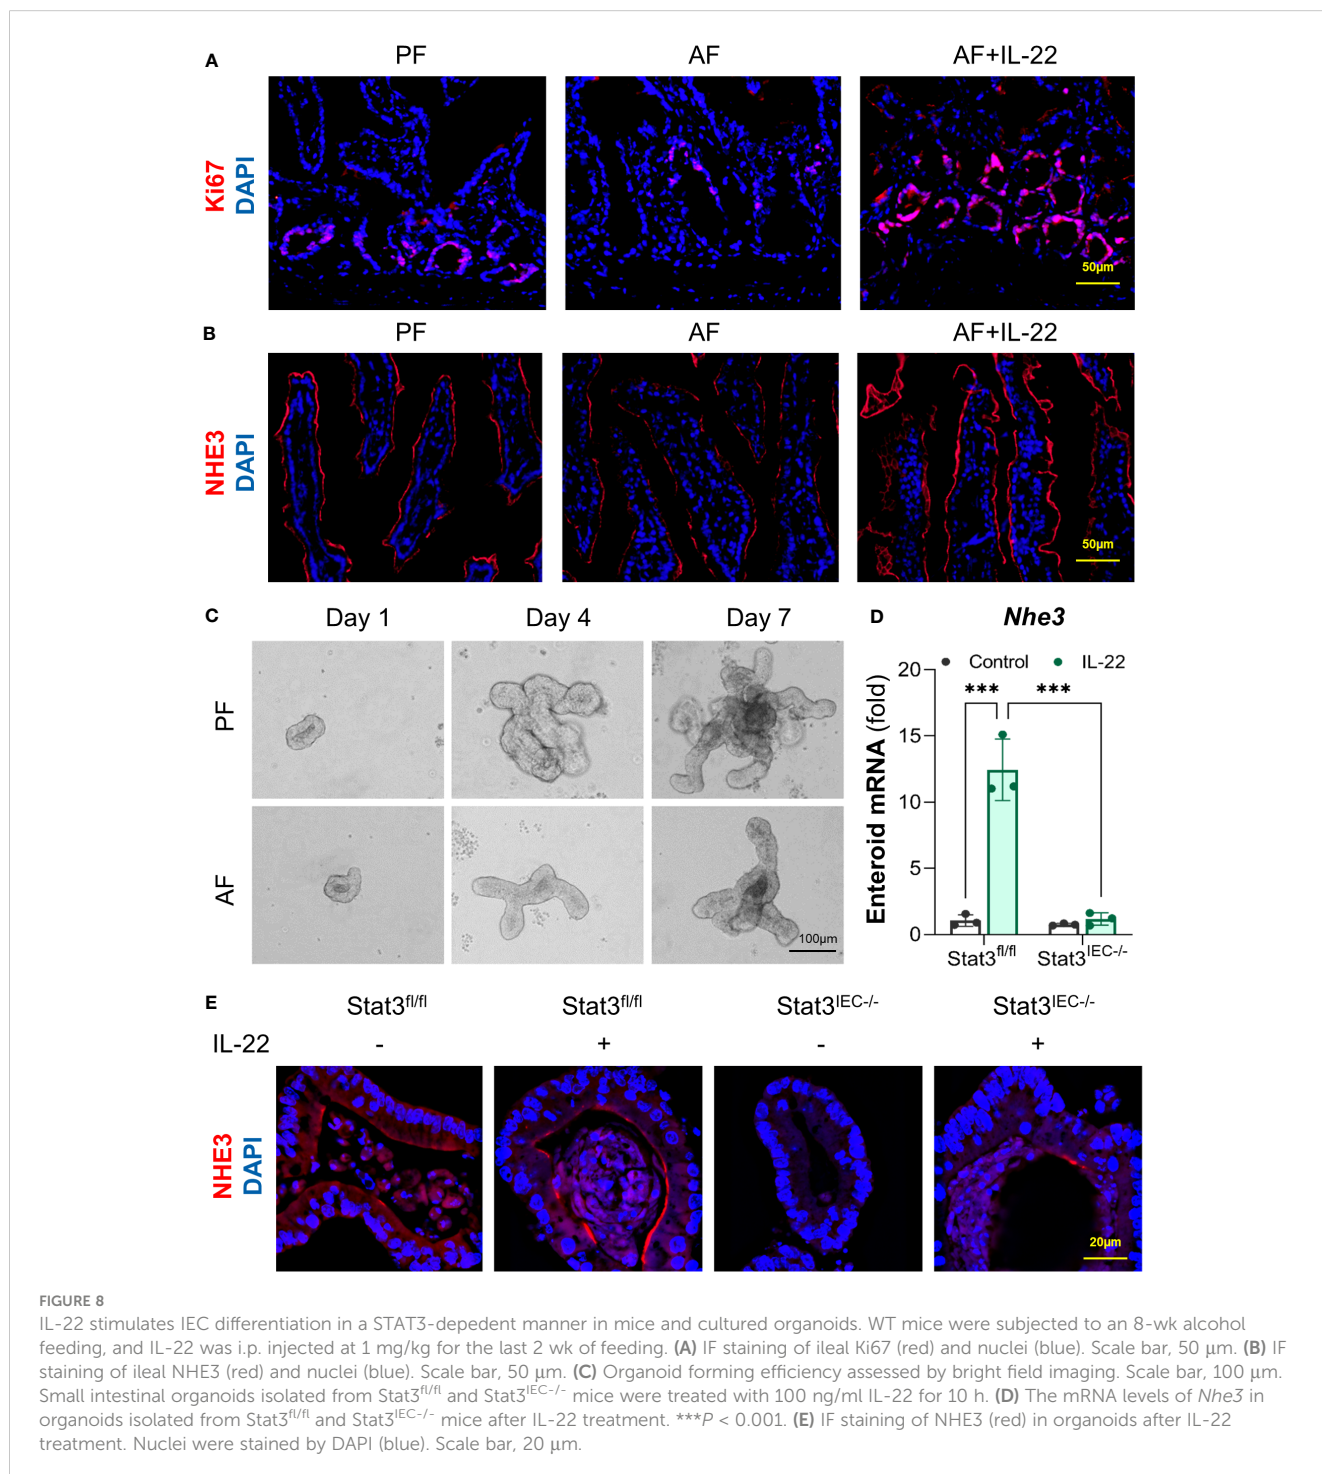 A
PF
AF
AF+IL-22
Ki67
DAPI
50µm
B
PF
AF
AF+IL-22
NHE3
DAPI
50µm
C
Day 1
Day 4
Day 7
PF
AF
100µm
D
Nhe3
Control
IL-22
Enteroid mRNA (fold)
20
15
10
5
0
***
***
Stat3fl/fl
Stat3IEC-/-
E
Stat3fl/fl
Stat3fl/fl
Stat3IEC-/-
Stat3IEC-/-
IL-22
-
+
-
+
NHE3
DAPI
20µm
FIGURE 8
IL-22 stimulates IEC differentiation in a STAT3-depedent manner in mice and cultured organoids. WT mice were subjected to an 8-wk alcohol
feeding, and IL-22 was i.p. injected at 1 mg/kg for the last 2 wk of feeding. (A) IF staining of ileal Ki67 (red) and nuclei (blue). Scale bar, 50 µm. (B) IF
staining of ileal NHE3 (red) and nuclei (blue). Scale bar, 50 µm. (C) Organoid forming efficiency assessed by bright field imaging. Scale bar, 100 µm.
Small intestinal organoids isolated from Stat3fl/fl and Stat3IEC-/- mice were treated with 100 ng/ml IL-22 for 10 h. (D) The mRNA levels of Nhe3 in
organoids isolated from Stat3fl/fl and Stat3IEC-/- mice after IL-22 treatment. ***P < 0.001. (E) IF staining of NHE3 (red) in organoids after IL-22
treatment. Nuclei were stained by DAPI (blue). Scale bar, 20 µm.